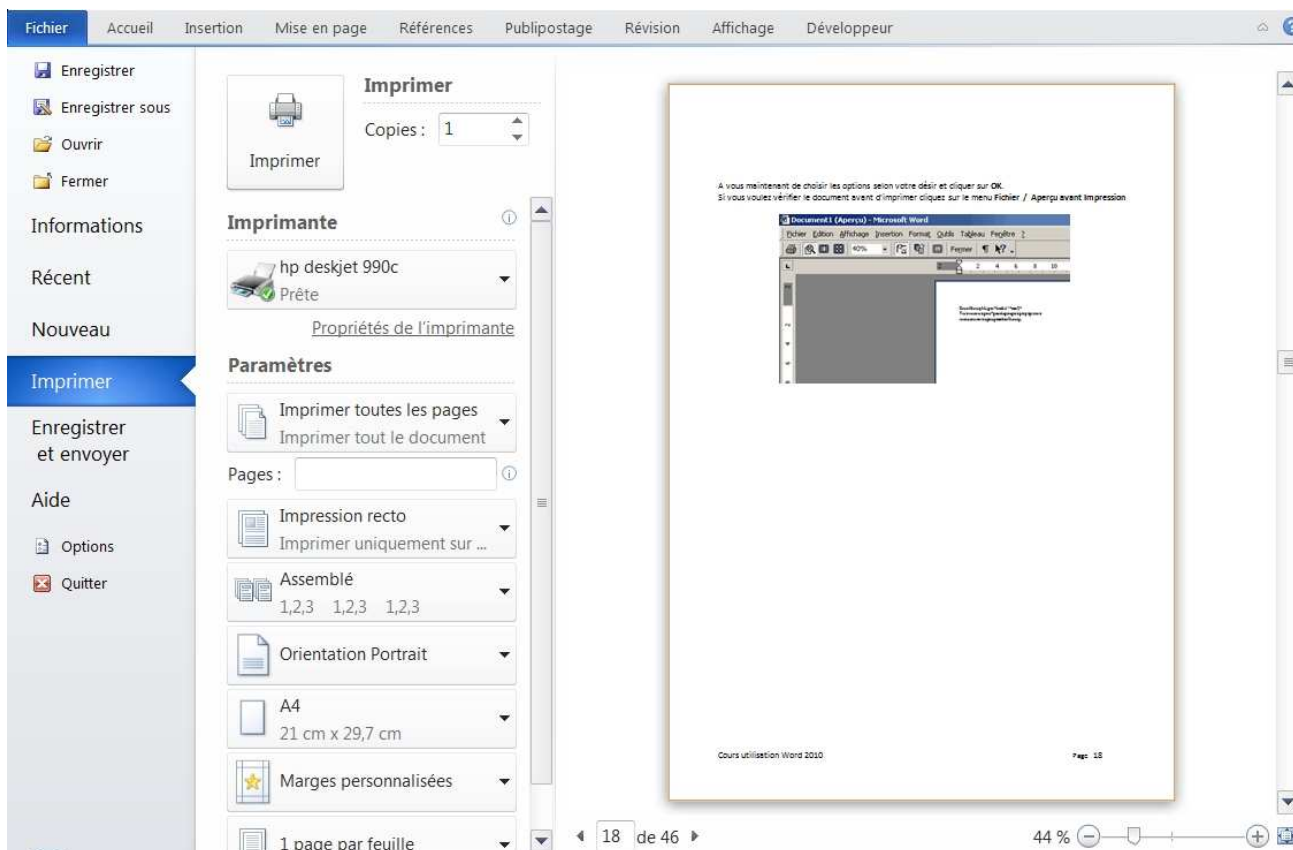 Fichier Accueil Insertion Mise en page Références Publipostage Révision Affichage Développeur
Enregistrer
Enregistrer sous
Ouvrir
Fermer
Informations
Récent
Nouveau
Imprimer
Enregistrer
et envoyer
Aide
Options
Quitter
Imprimer
Imprimer
Copies : 1
Imprimante
hp deskjet 990c
Prête
Propriétés de l'imprimante
Paramètres
Imprimer toutes les pages
Imprimer tout le document
Pages :
Impression recto
Imprimer uniquement sur ...
Assemblé
1,2,3 1,2,3 1,2,3
Orientation Portrait
A4
21 cm x 29,7 cm
Marges personnalisées
1 page par feuille
A vous maintenant de choisir les options selon votre désir et cliquer sur OK.
Si vous voulez vérifier le document avant d'imprimer cliquez sur le menu Fichier / Aperçu avant Impression
Document1 (Aperçu) - Microsoft Word
Fichier Edition Affichage Insertion Format Outils Tableau Fenêtre ?
40% Fermer
2 4 6 8 10
Cours utilisation Word 2010 Page 18
18 de 46
44 %